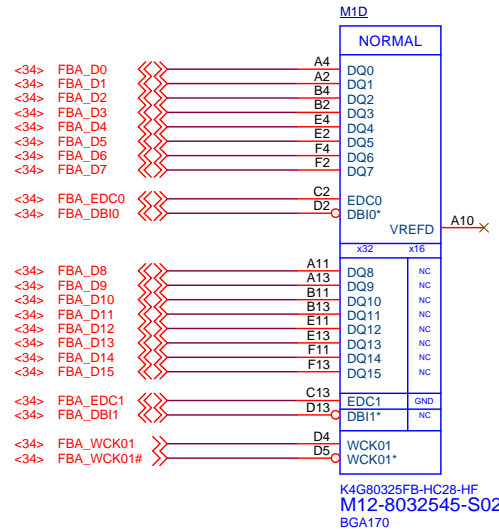 M1D
NORMAL
<34> FBA_D0 A4 DQ0
<34> FBA_D1 A2 DQ1
<34> FBA_D2 B4 DQ2
<34> FBA_D3 B2 DQ3
<34> FBA_D4 E4 DQ4
<34> FBA_D5 E2 DQ5
<34> FBA_D6 F4 DQ6
<34> FBA_D7 F2 DQ7
<34> FBA_EDC0 C2 EDC0
<34> FBA_DBI0 D2 DBI0*
VREFD A10
x32 x16
<34> FBA_D8 A11 DQ8 NC
<34> FBA_D9 A13 DQ9 NC
<34> FBA_D10 B11 DQ10 NC
<34> FBA_D11 B13 DQ11 NC
<34> FBA_D12 E11 DQ12 NC
<34> FBA_D13 E13 DQ13 NC
<34> FBA_D14 F11 DQ14 NC
<34> FBA_D15 F13 DQ15 NC
<34> FBA_EDC1 C13 EDC1 GND
<34> FBA_DBI1 D13 DBI1* NC
<34> FBA_WCK01 D4 WCK01
<34> FBA_WCK01# D5 WCK01*
K4G80325FB-HC28-HF
M12-8032545-S02
BGA170